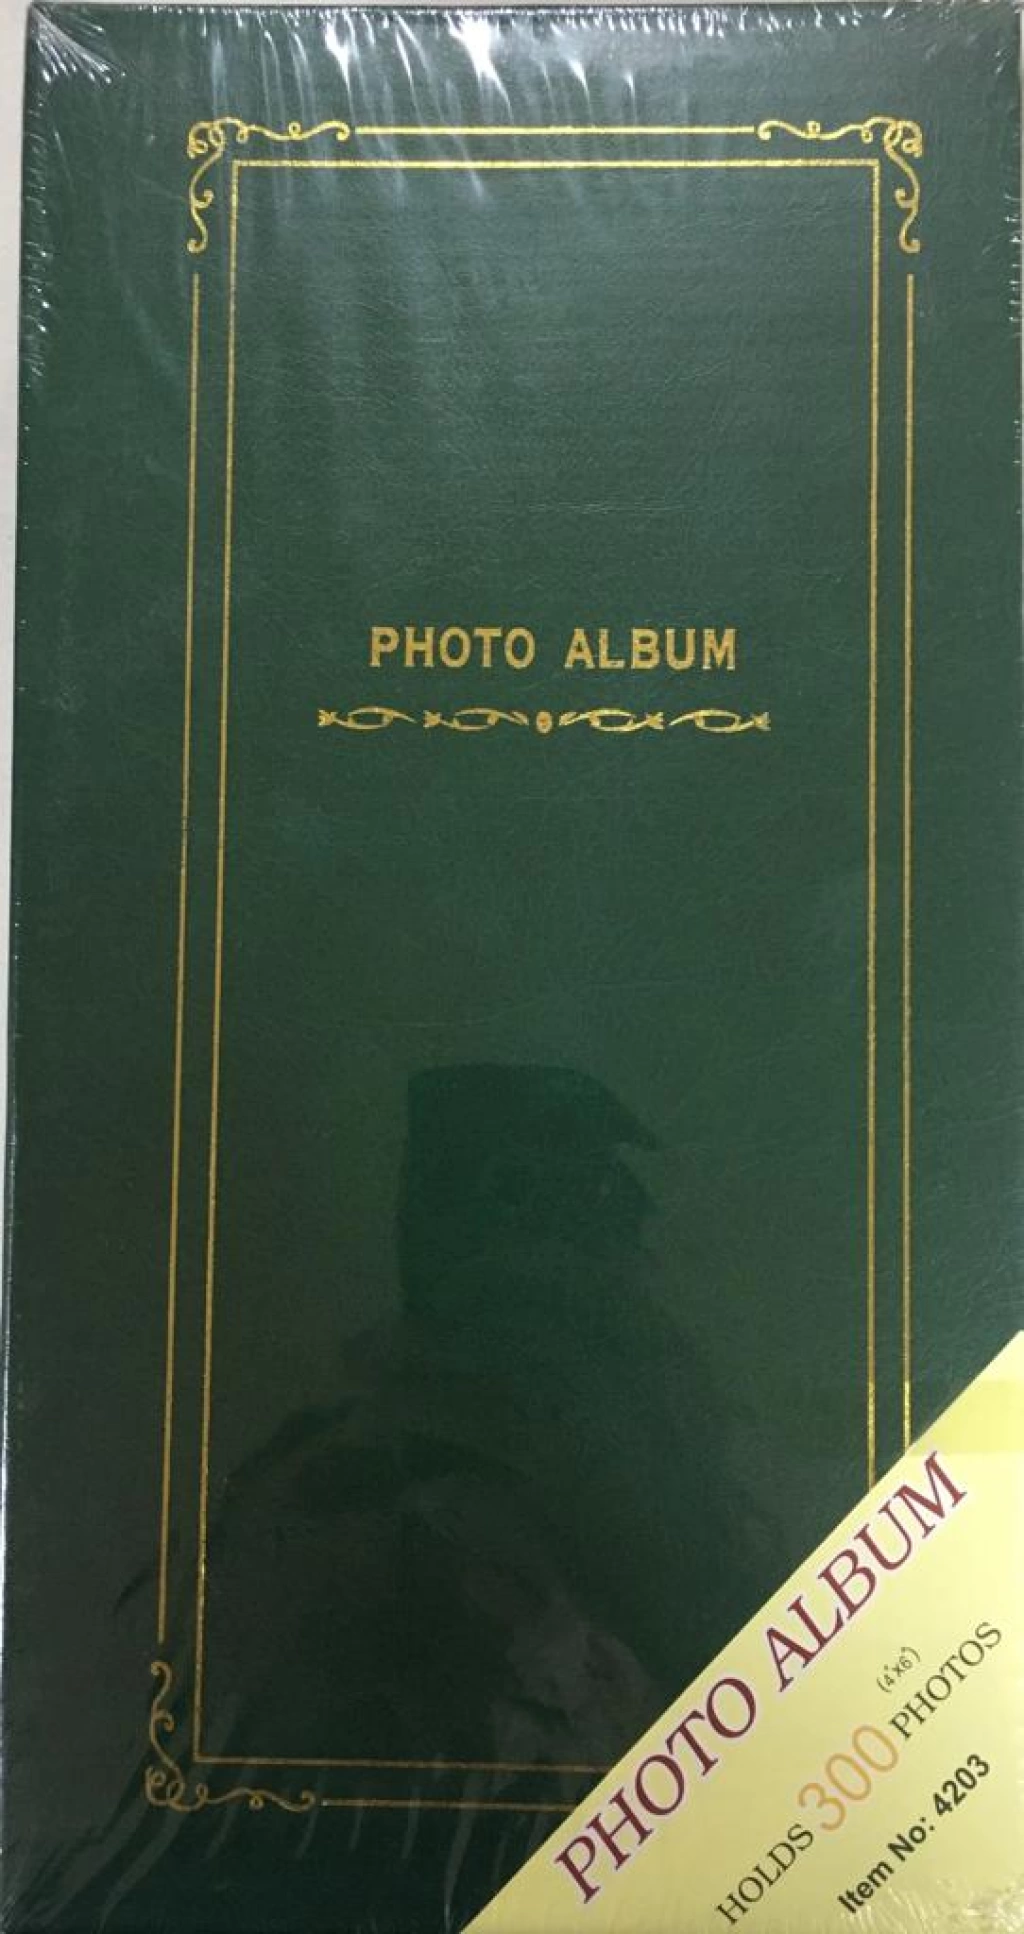 PHOTO ALBUM
PHOTO ALBUM
(4"x6")
HOLDS 300 PHOTOS
Item No: 4203